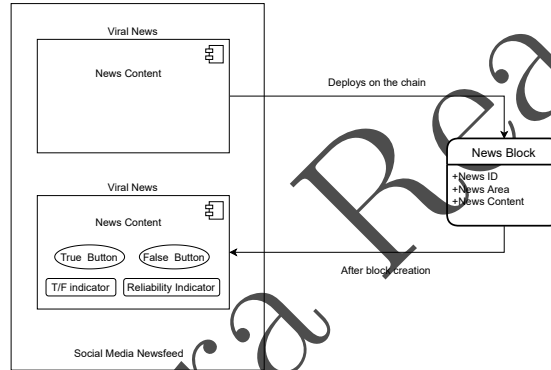 Viral News
News Content
Deploys on the chain
News Block
+News ID
+News Area
+News Content
Viral News
News Content
True Button
False Button
After block creation
T/F indicator
Reliability Indicator
Social Media Newsfeed